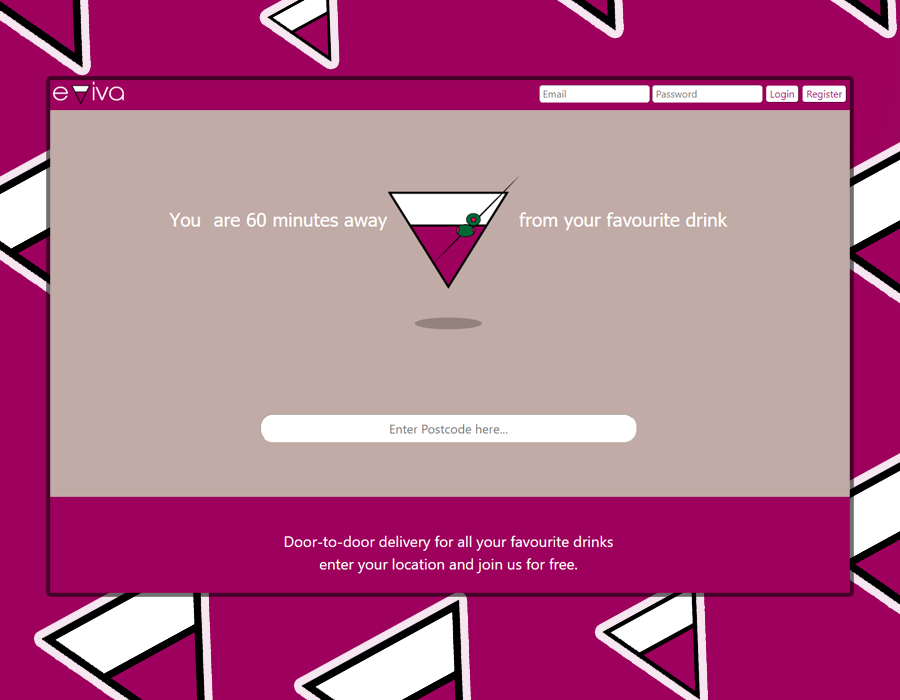 eviva
Email Password Login Register
You are 60 minutes away from your favourite drink
Enter Postcode here...
Door-to-door delivery for all your favourite drinks
enter your location and join us for free.